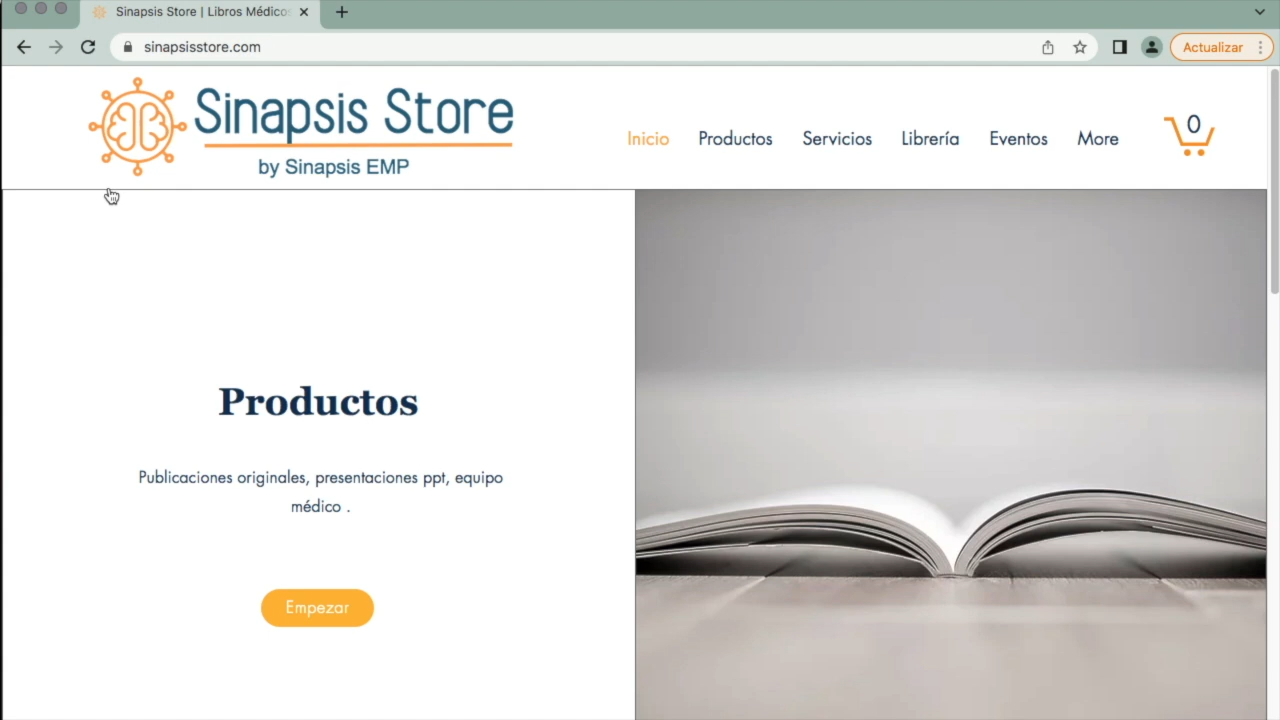 Sinapsis Store | Libros Médicos
sinapsisstore.com
Actualizar
Sinapsis Store
by Sinapsis EMP
Inicio Productos Servicios Librería Eventos More
0
Productos
Publicaciones originales, presentaciones ppt, equipo
médico .
Empezar